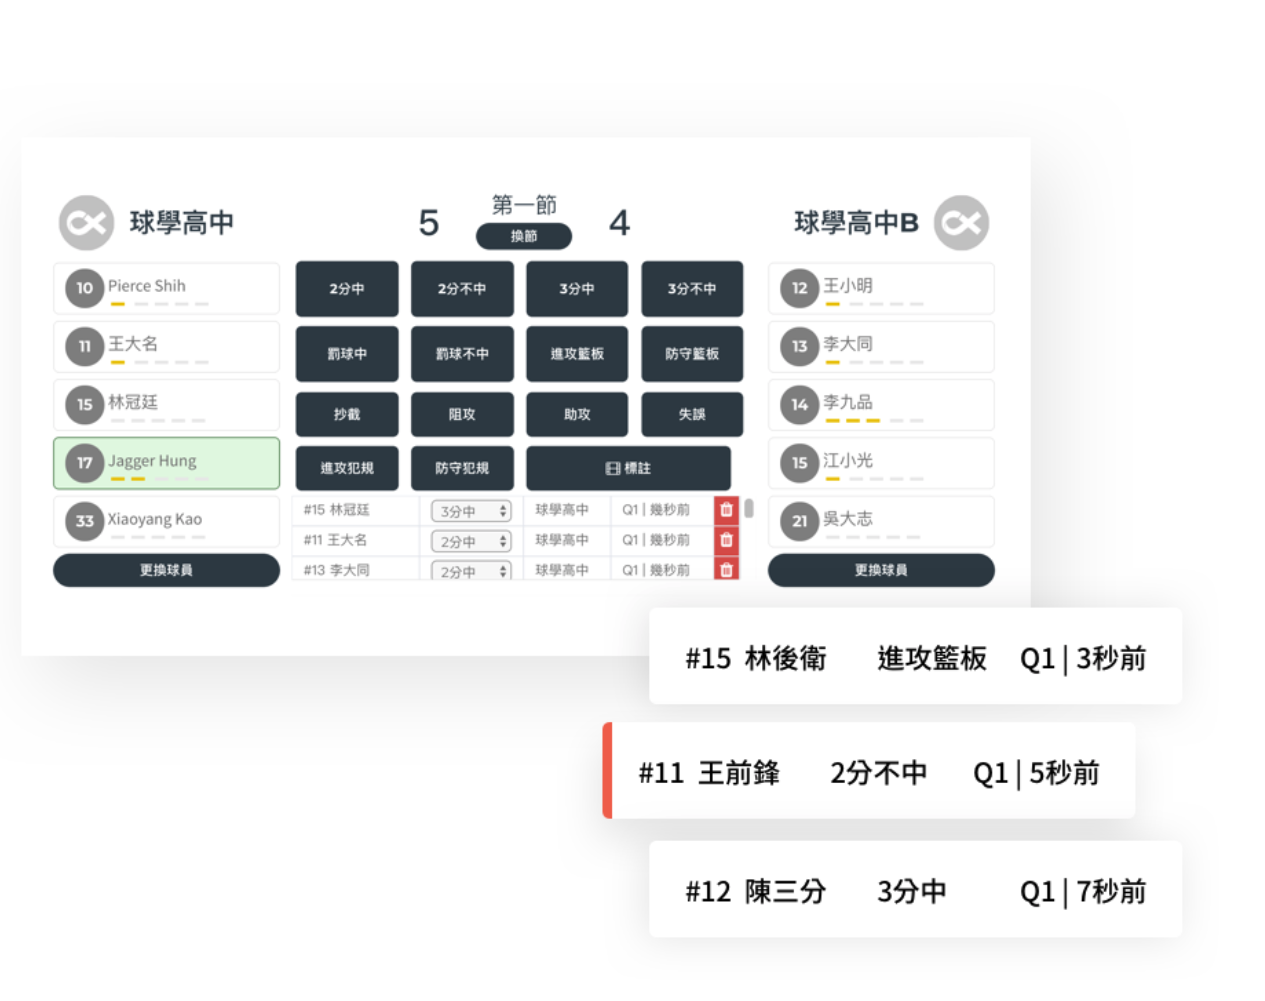 球學高中
5
第一節
換節
4
球學高中B
10 Pierce Shih
11 王大名
15 林冠廷
17 Jagger Hung
33 Xiaoyang Kao
更換球員
2分中 2分不中 3分中 3分不中
罰球中 罰球不中 進攻籃板 防守籃板
抄截 阻攻 助攻 失誤
進攻犯規 防守犯規 標註
#15 林冠廷 3分中 球學高中 Q1 | 幾秒前
#11 王大名 2分中 球學高中 Q1 | 幾秒前
#13 李大同 2分中 球學高中 Q1 | 幾秒前
12 王小明
13 李大同
14 李九品
15 江小光
21 吳大志
更換球員
#15 林後衛 進攻籃板 Q1 | 3秒前
#11 王前鋒 2分不中 Q1 | 5秒前
#12 陳三分 3分中 Q1 | 7秒前